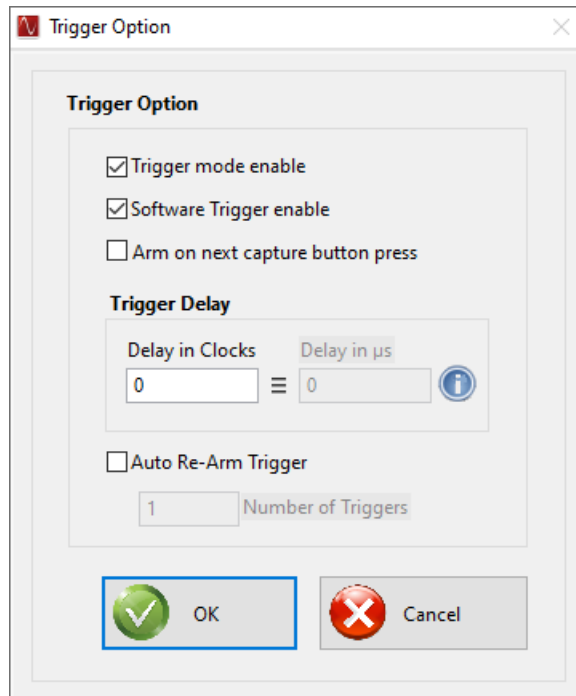 Trigger Option
Trigger Option
Trigger mode enable
Software Trigger enable
Arm on next capture button press
Trigger Delay
Delay in Clocks Delay in µs
0 ≡ 0
Auto Re-Arm Trigger
1 Number of Triggers
OK Cancel